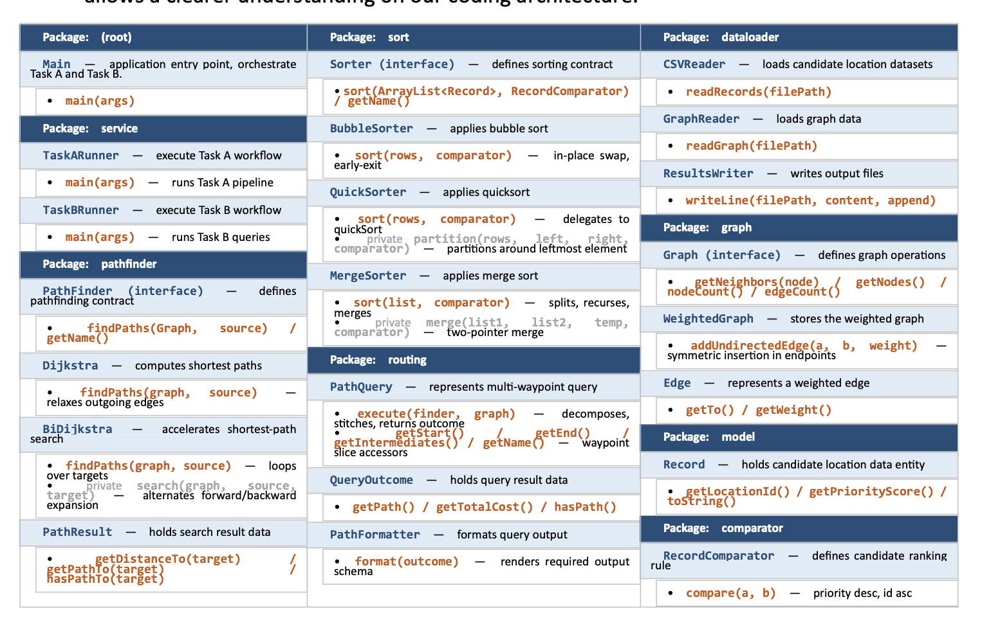 allows a clearer understanding on our coding architecture.
Package: (root)
Main — application entry point, orchestrate
Task A and Task B.
• main(args)
Package: service
TaskARunner — execute Task A workflow
• main(args) — runs Task A pipeline
TaskBRunner — execute Task B workflow
• main(args) — runs Task B queries
Package: pathfinder
PathFinder (interface) — defines
pathfinding contract
• findPaths(Graph, source) /
getName()
Dijkstra — computes shortest paths
• findPaths(graph, source) —
relaxes outgoing edges
BiDijkstra — accelerates shortest-path
search
• findPaths(graph, source) — loops
over targets
• private search(graph, source,
target) — alternates forward/backward
expansion
PathResult — holds search result data
• getDistanceTo(target) /
getPathTo(target) /
hasPathTo(target)
Package: sort
Sorter (interface) — defines sorting contract
• sort(ArrayList<Record>, RecordComparator)
/ getName()
BubbleSorter — applies bubble sort
• sort(rows, comparator) — in-place swap,
early-exit
QuickSorter — applies quicksort
• sort(rows, comparator) — delegates to
quickSort
• private partition(rows, left, right,
comparator) — partitions around leftmost element
MergeSorter — applies merge sort
• sort(list, comparator) — splits, recurses,
merges
• private merge(list1, list2, temp,
comparator) — two-pointer merge
Package: routing
PathQuery — represents multi-waypoint query
• execute(finder, graph) — decomposes,
stitches, returns outcome
• getStart() / getEnd() /
getIntermediates() / getName() — waypoint
slice accessors
QueryOutcome — holds query result data
• getPath() / getTotalCost() / hasPath()
PathFormatter — formats query output
• format(outcome) — renders required output
schema
Package: dataloader
CSVReader — loads candidate location datasets
• readRecords(filePath)
GraphReader — loads graph data
• readGraph(filePath)
ResultsWriter — writes output files
• writeLine(filePath, content, append)
Package: graph
Graph (interface) — defines graph operations
• getNeighbors(node) / getNodes() /
nodeCount() / edgeCount()
WeightedGraph — stores the weighted graph
• addUndirectedEdge(a, b, weight) —
symmetric insertion in endpoints
Edge — represents a weighted edge
• getTo() / getWeight()
Package: model
Record — holds candidate location data entity
• getLocationId() / getPriorityScore() /
toString()
Package: comparator
RecordComparator — defines candidate ranking
rule
• compare(a, b) — priority desc, id asc